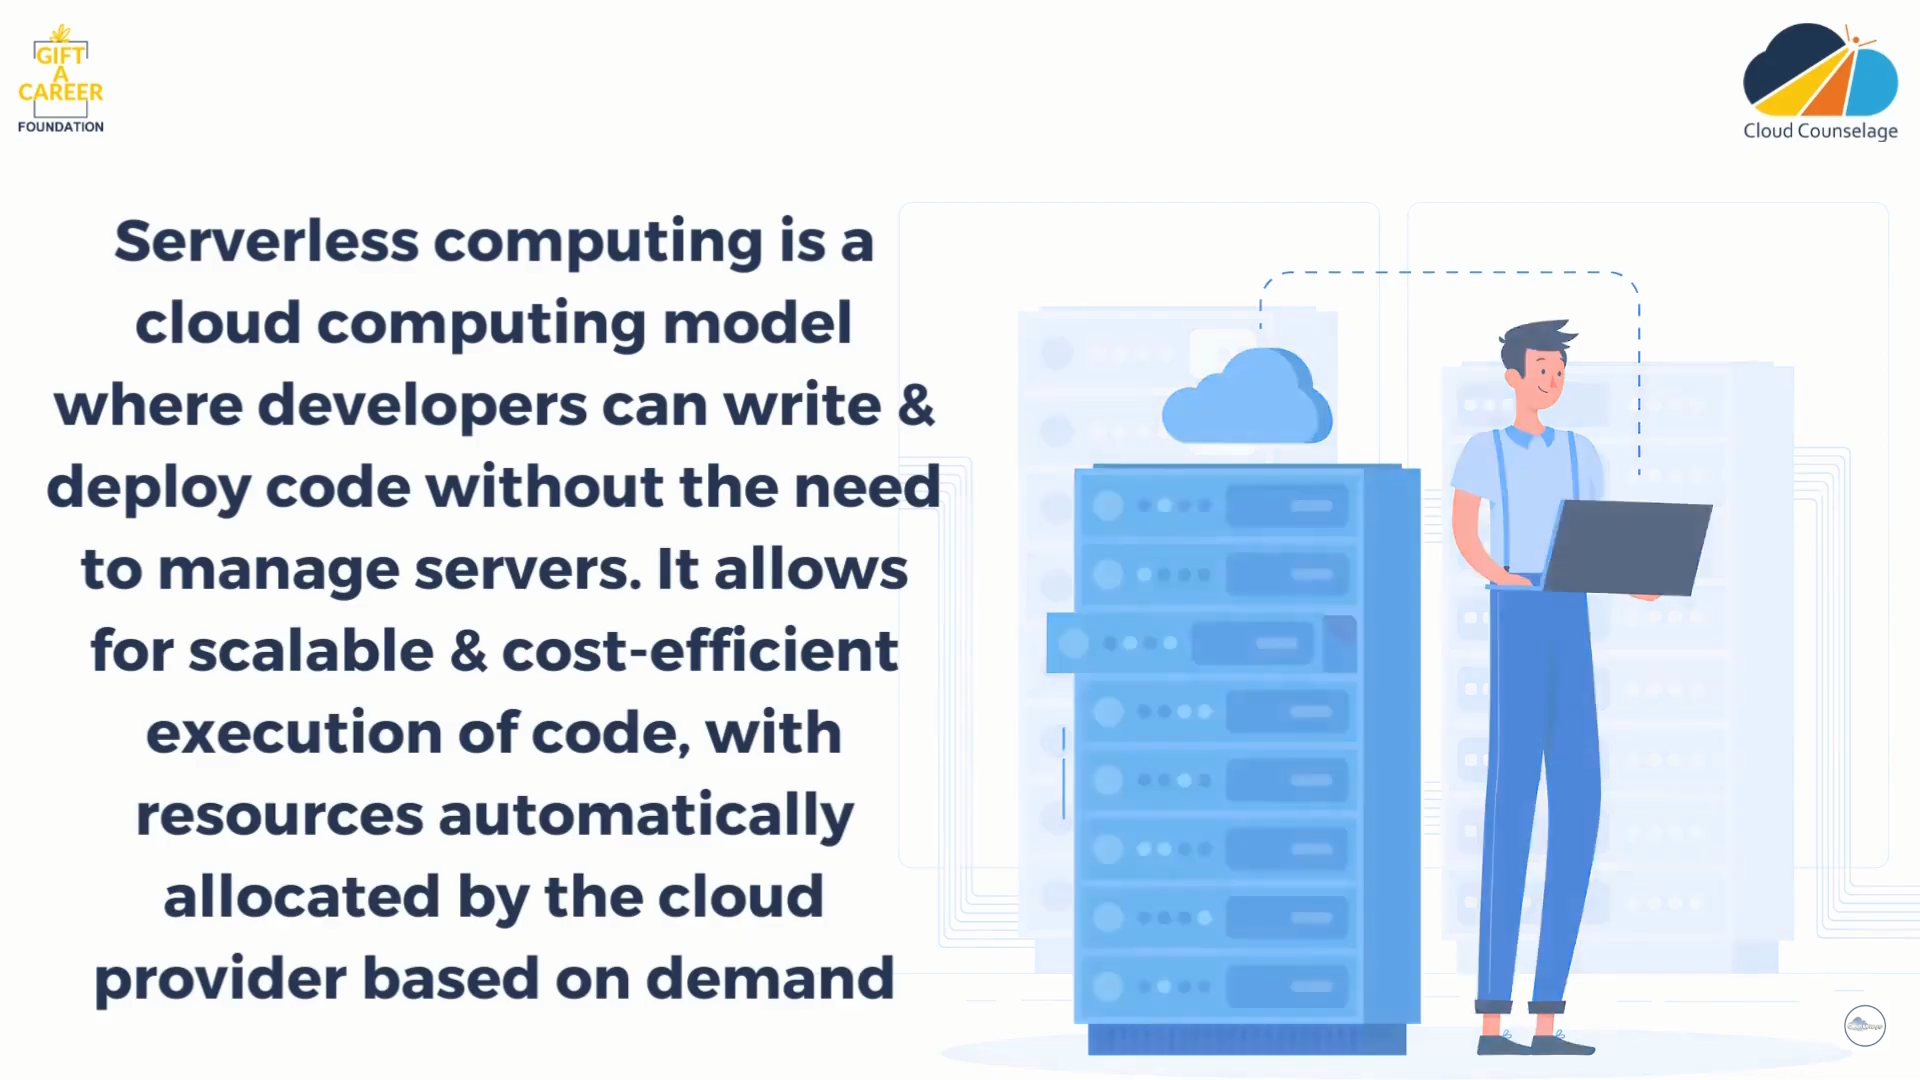 GIFT
A
CAREER
FOUNDATION
Cloud Counselage
Serverless computing is a
cloud computing model
where developers can write &
deploy code without the need
to manage servers. It allows
for scalable & cost-efficient
execution of code, with
resources automatically
allocated by the cloud
provider based on demand